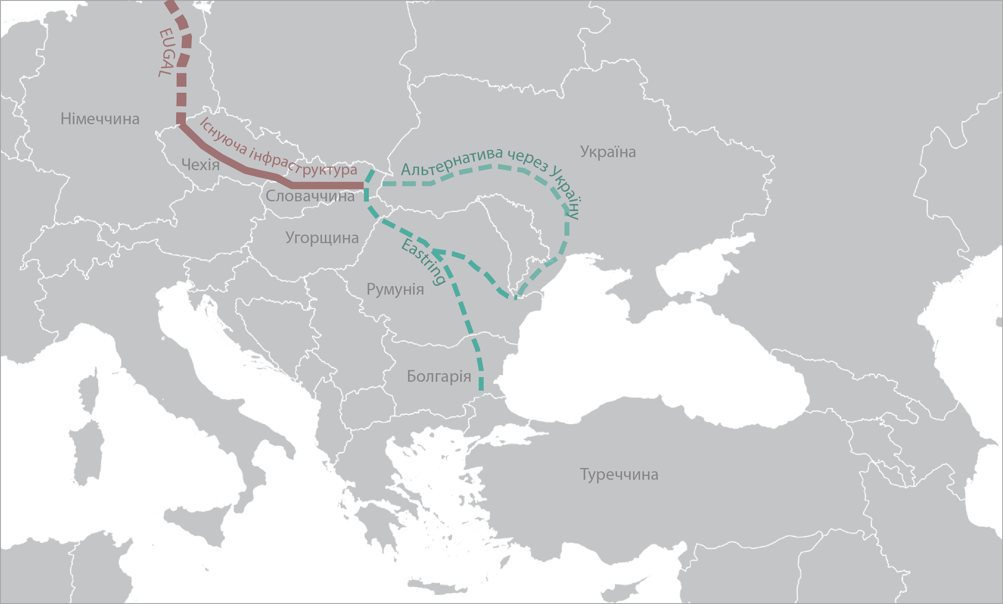 EUGAL
Німеччина
Існуюча інфраструктура
Чехія
Альтернатива через Україну
Україна
Словаччина
Угорщина
Eastring
Румунія
Болгарія
Туреччина